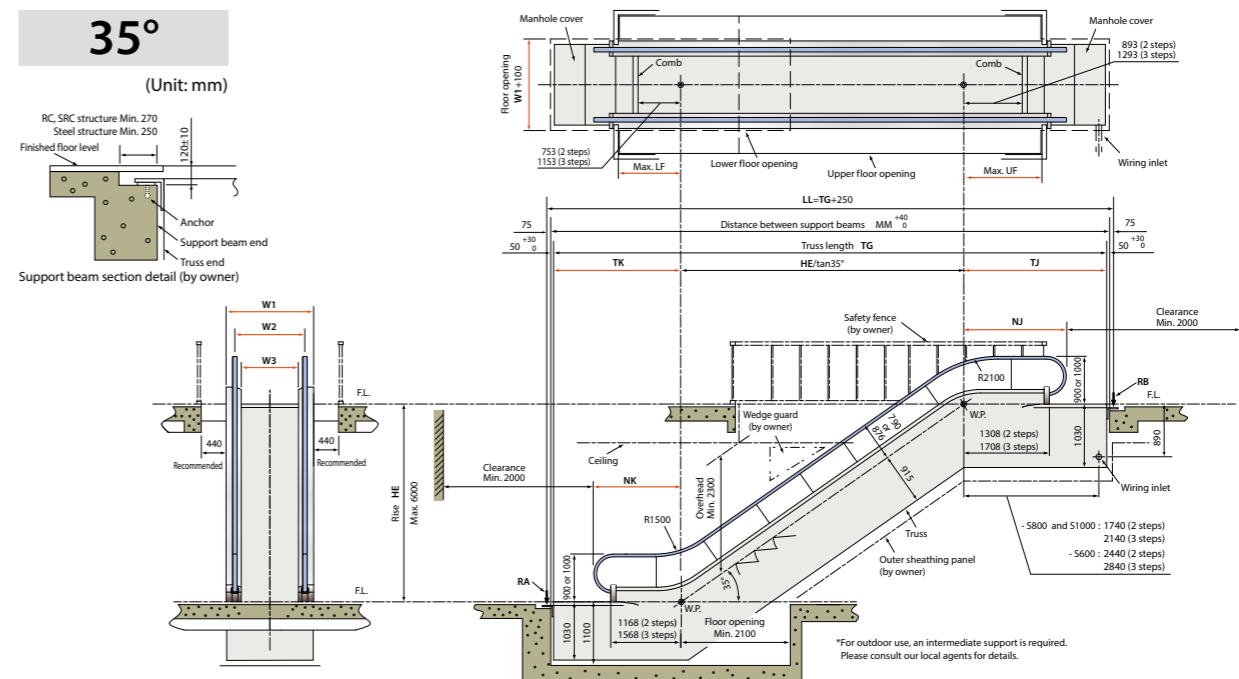 35°
(Unit: mm)
RC, SRC structure Min. 270
Steel structure Min. 250
Finished floor level
120±10
Anchor
Support beam end
Truss end
Support beam section detail (by owner)
Manhole cover
Manhole cover
893 (2 steps)
1293 (3 steps)
Floor opening
W1+100
Comb
Comb
753 (2 steps)
1153 (3 steps)
Max. LF
Lower floor opening
Upper floor opening
Max. UF
Wiring inlet
LL=TG+250
75
Distance between support beams MM +40 0
75
50 +30 0
Truss length TG
50 +30 0
TK
HE/tan35°
TJ
W1
W2
W3
F.L.
440
Recommended
440
Recommended
F.L.
Rise HE
Max. 6000
Clearance
Min. 2000
Safety fence
(by owner)
NJ
Clearance
Min. 2000
R2100
900 or 1000
RB
F.L.
W.P.
Wedge guard
(by owner)
876 or 790
Ceiling
1308 (2 steps)
1708 (3 steps)
1030
890
915
Wiring inlet
NK
Overhead
Min. 2300
R1500
Truss
Outer sheathing panel
(by owner)
- S800 and S1000 : 1740 (2 steps)
2140 (3 steps)
- S600 : 2440 (2 steps)
2840 (3 steps)
RA
900 or 1000
35°
W.P.
1030
1100
1168 (2 steps)
1568 (3 steps)
Floor opening
Min. 2100
*For outdoor use, an intermediate support is required.
Please consult our local agents for details.